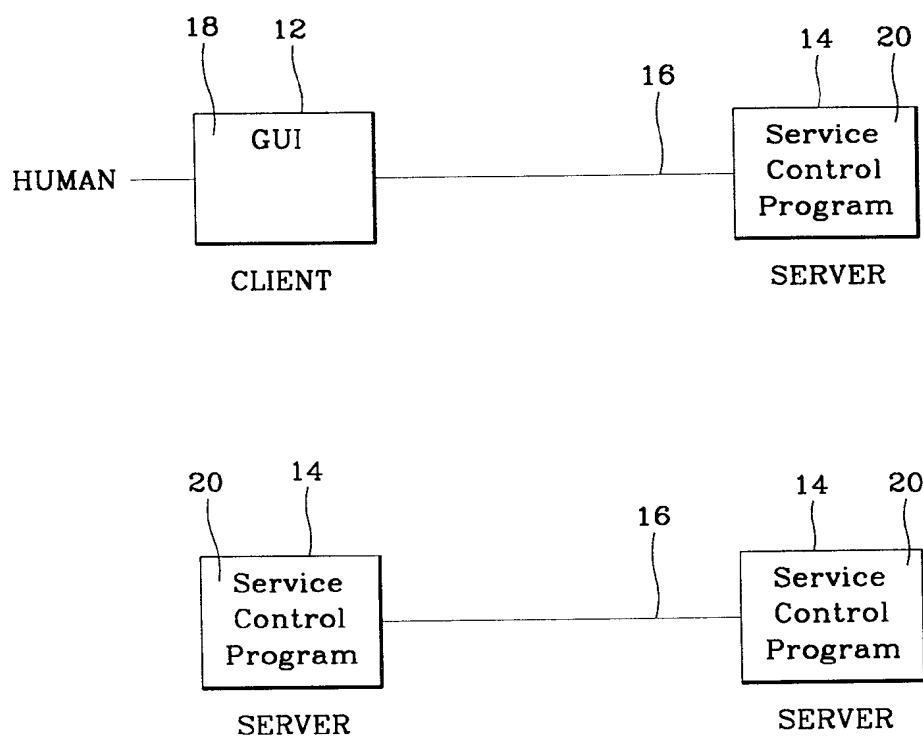 18 12 14 20
16
GUI
Service
Control
Program
HUMAN
CLIENT
SERVER
20 14 14 20
16
Service
Control
Program
Service
Control
Program
SERVER
SERVER